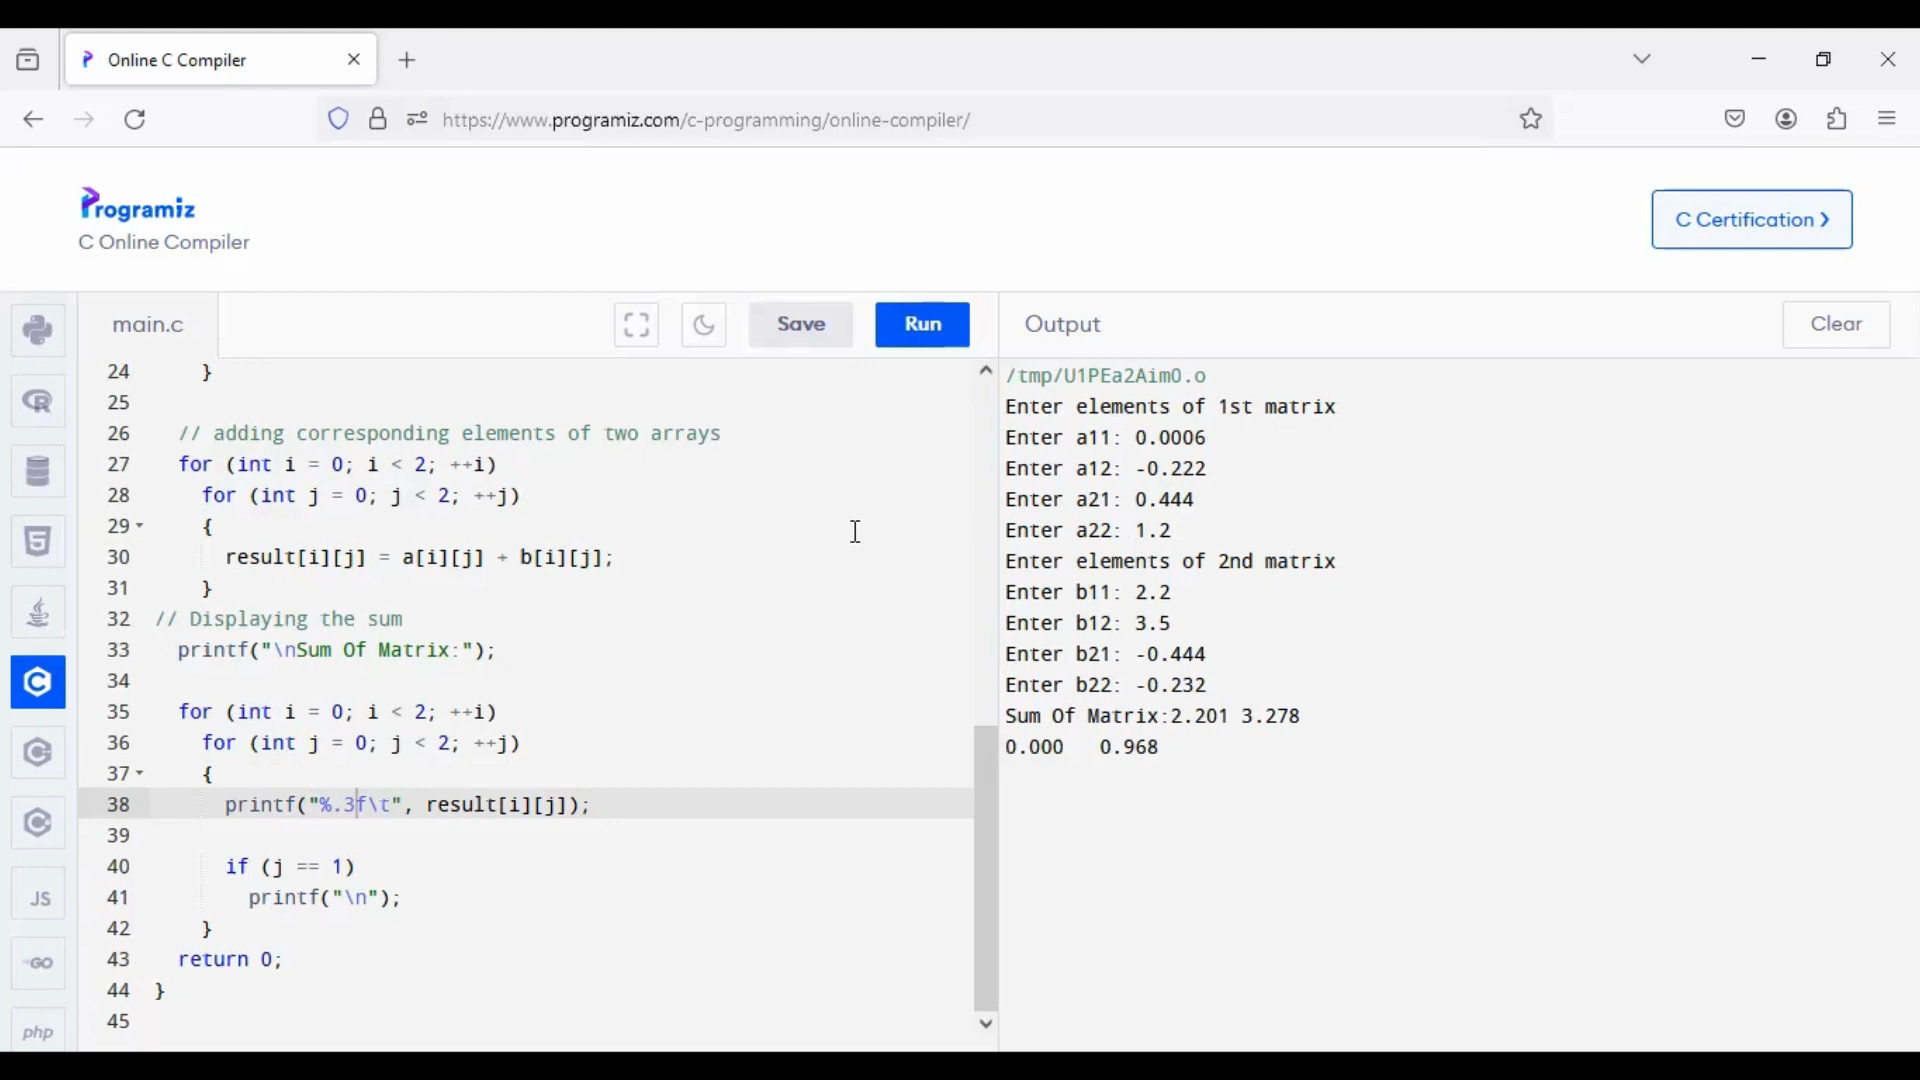 Online C Compiler
https://www.programiz.com/c-programming/online-compiler/
Programiz
C Online Compiler
C Certification
main.c
Save
Run
Output
Clear
24 }
25
26 // adding corresponding elements of two arrays
27 for (int i = 0; i < 2; ++i)
28 for (int j = 0; j < 2; ++j)
29 {
30 result[i][j] = a[i][j] + b[i][j];
31 }
32 // Displaying the sum
33 printf("\nSum Of Matrix:");
34
35 for (int i = 0; i < 2; ++i)
36 for (int j = 0; j < 2; ++j)
37 {
38 printf("%.3f\t", result[i][j]);
39
40 if (j == 1)
41 printf("\n");
42 }
43 return 0;
44 }
45
/tmp/U1PEa2Aim0.o
Enter elements of 1st matrix
Enter a11: 0.0006
Enter a12: -0.222
Enter a21: 0.444
Enter a22: 1.2
Enter elements of 2nd matrix
Enter b11: 2.2
Enter b12: 3.5
Enter b21: -0.444
Enter b22: -0.232
Sum Of Matrix:2.201 3.278
0.000 0.968
R
5
C
C
C
JS
GO
php